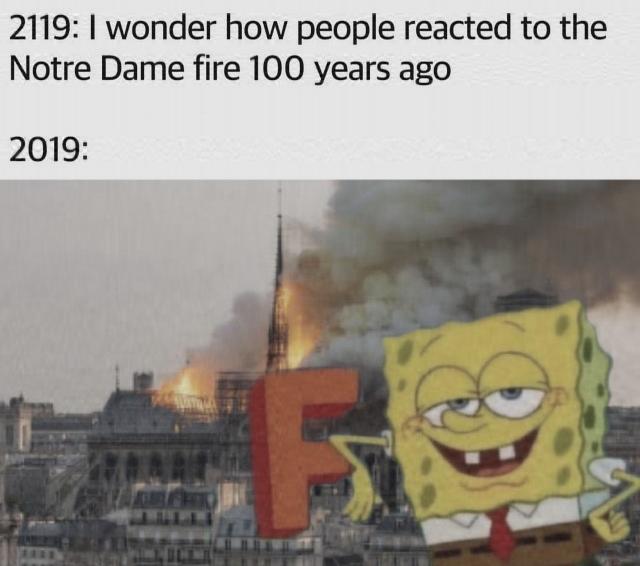 2119: I wonder how people reacted to the
Notre Dame fire 100 years ago
2019:
F